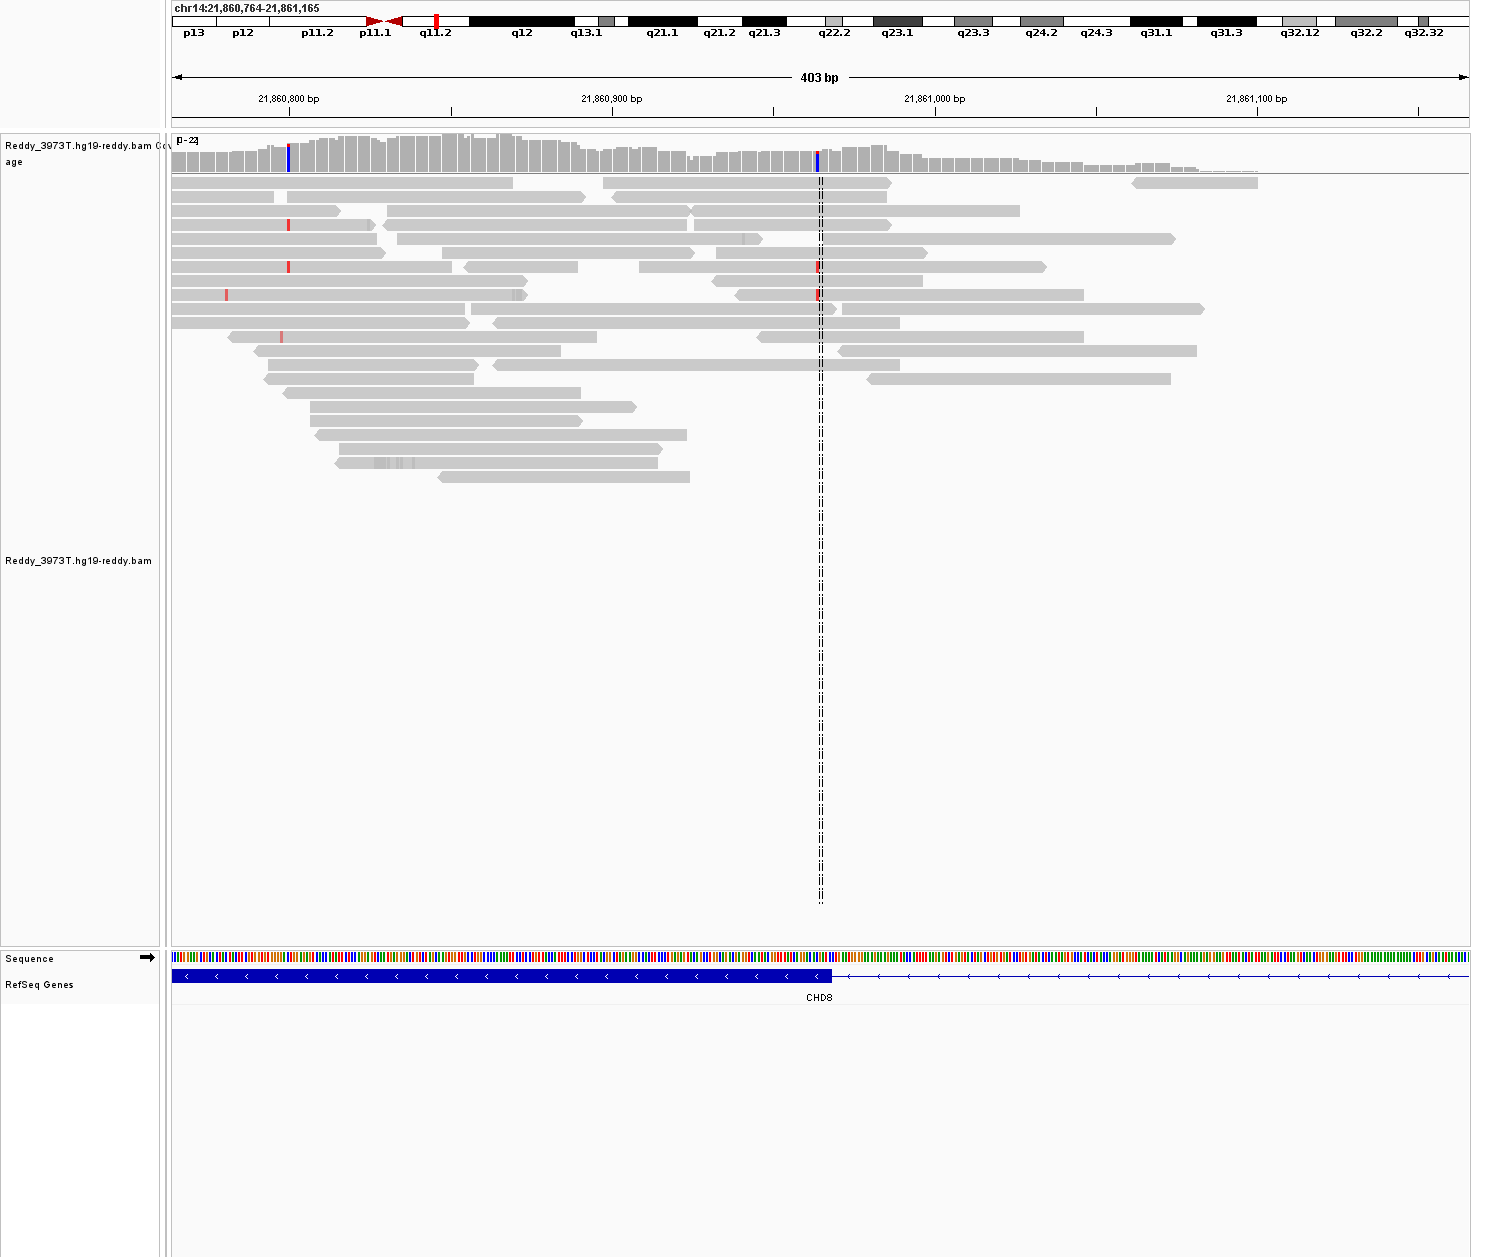 chr14:21,860,764-21,861,165
p13 p12 p11.2 p11.1 q11.2 q12 q13.1 q21.1 q21.2 q21.3 q22.2 q23.1 q23.3 q24.2 q24.3 q31.1 q31.3 q32.12 q32.2 q32.32
403 bp
21,860,800 bp 21,860,900 bp 21,861,000 bp 21,861,100 bp
[0 - 22]
Reddy_3973T.hg19-reddy.bam Cov
age
Reddy_3973T.hg19-reddy.bam
Sequence
RefSeq Genes
CHD8